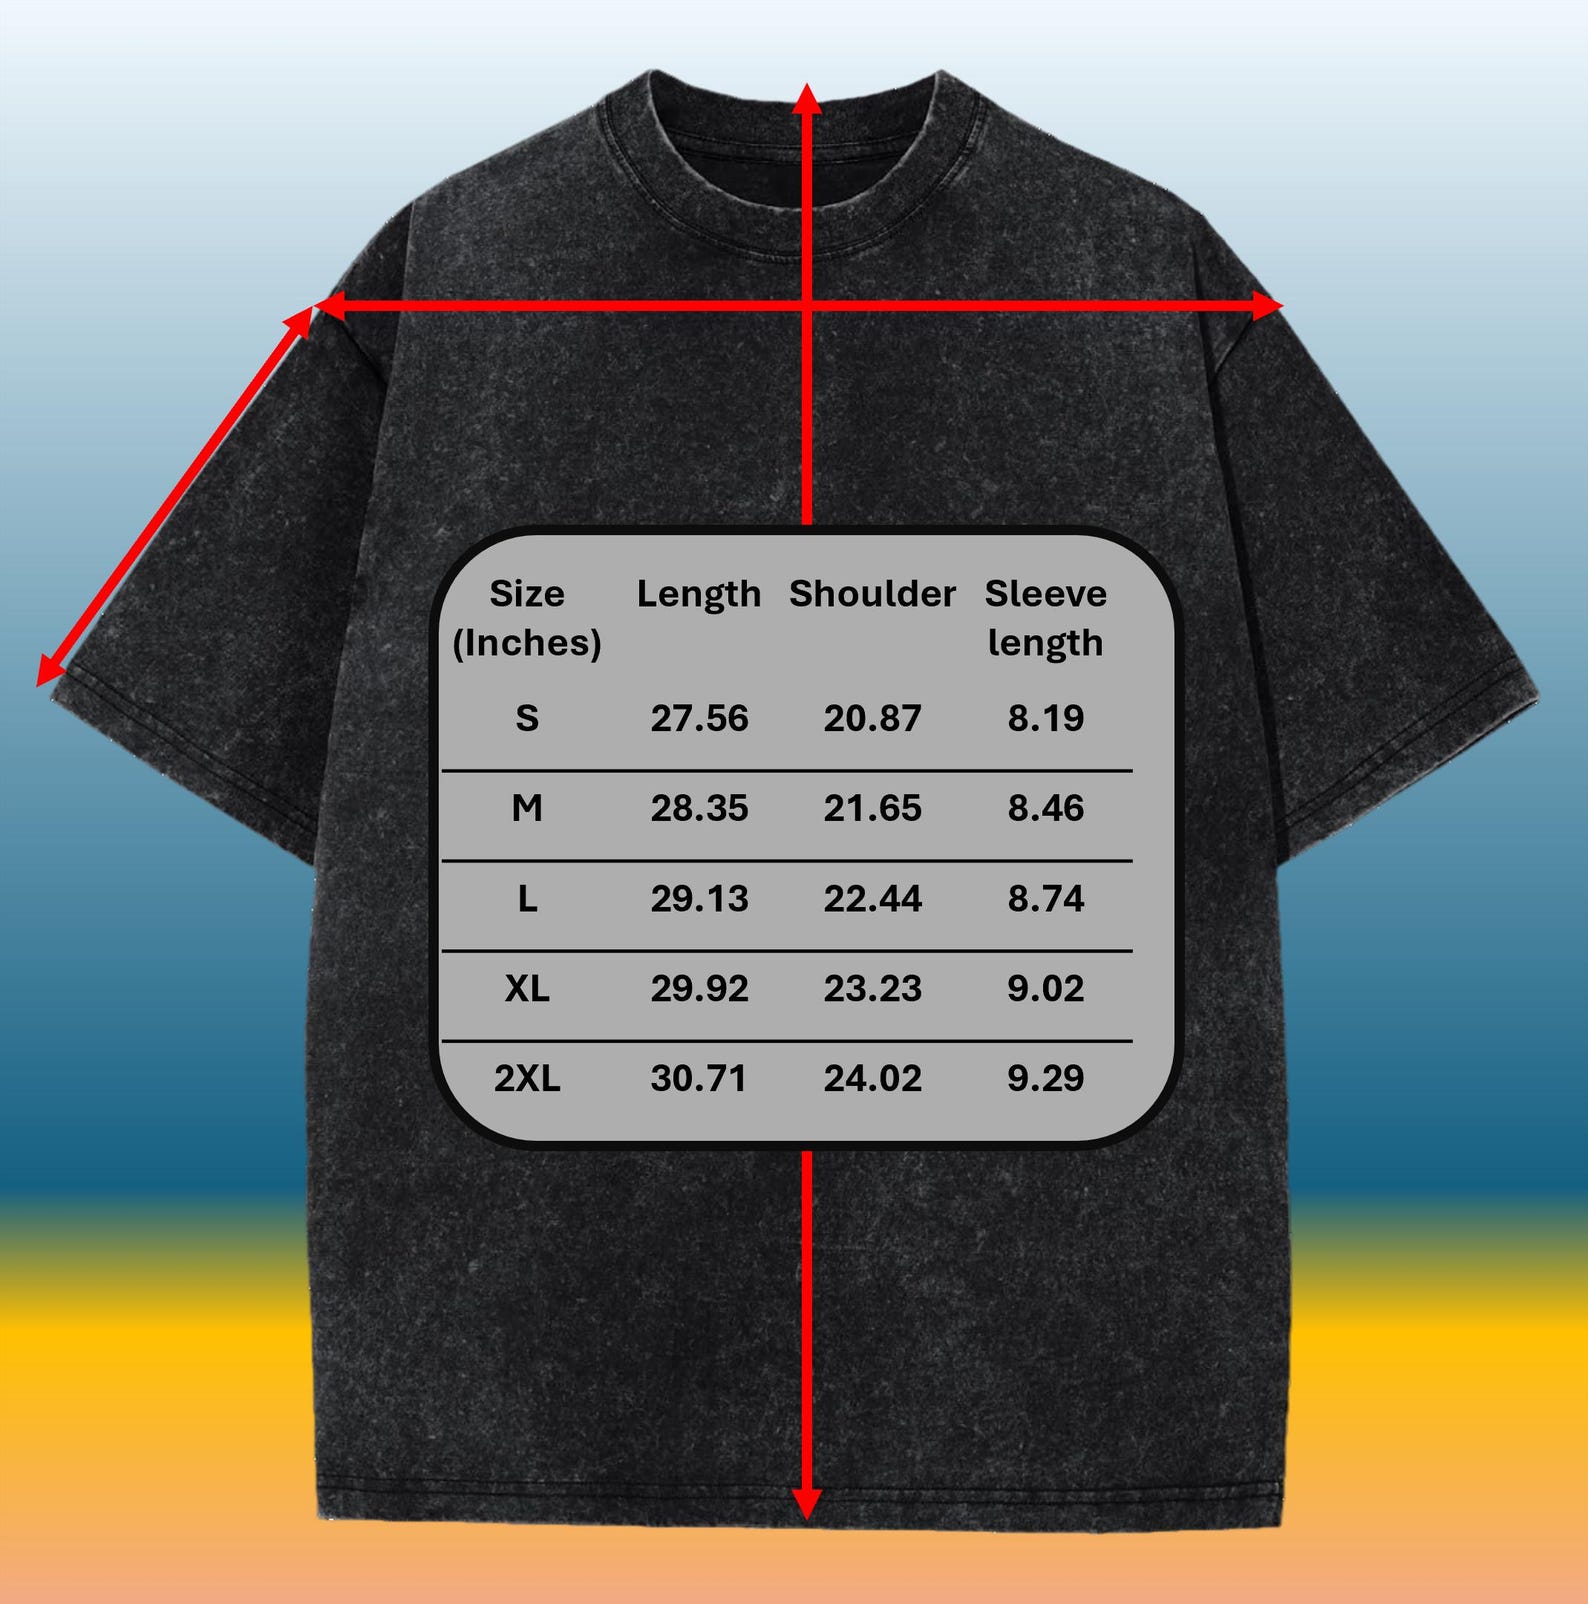 Size Length Shoulder Sleeve
(Inches) length
S 27.56 20.87 8.19
M 28.35 21.65 8.46
L 29.13 22.44 8.74
XL 29.92 23.23 9.02
2XL 30.71 24.02 9.29